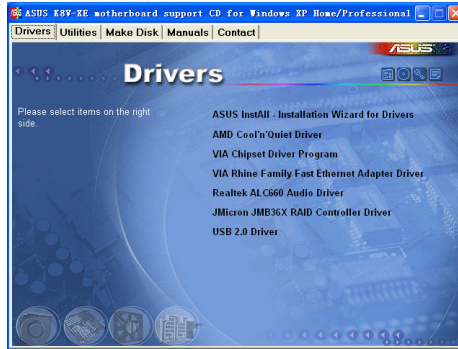 ASUS K8V-XE motherboard support CD for Windows XP Home/Professional
Drivers Utilities Make Disk Manuals Contact
ASUS
Drivers
Please select items on the right
side.
ASUS InstAll - Installation Wizard for Drivers
AMD Cool'n'Quiet Driver
VIA Chipset Driver Program
VIA Rhine Family Fast Ethernet Adapter Driver
Realtek ALC660 Audio Driver
JMicron JMB36X RAID Controller Driver
USB 2.0 Driver